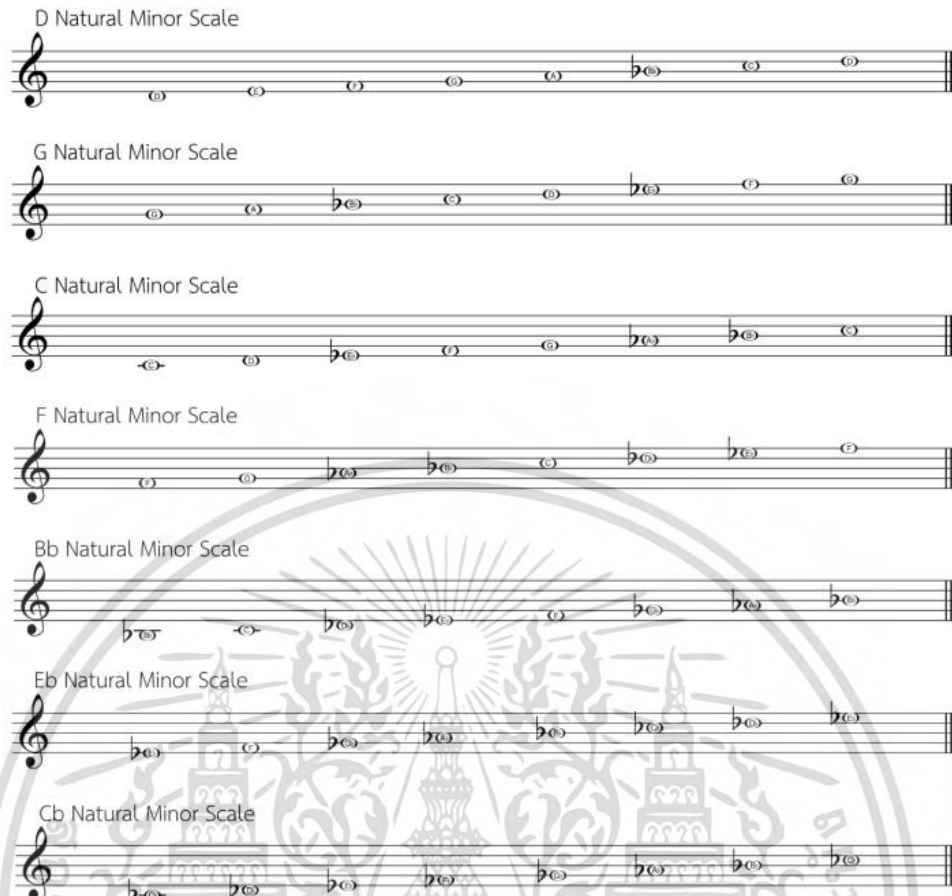 D Natural Minor Scale
D E F G A B C D
G Natural Minor Scale
G A B C D E F G
C Natural Minor Scale
C D E F G A B C
F Natural Minor Scale
F G A B C D E F
Bb Natural Minor Scale
B C D E F G A B
Eb Natural Minor Scale
E F G A B C D E
Cb Natural Minor Scale